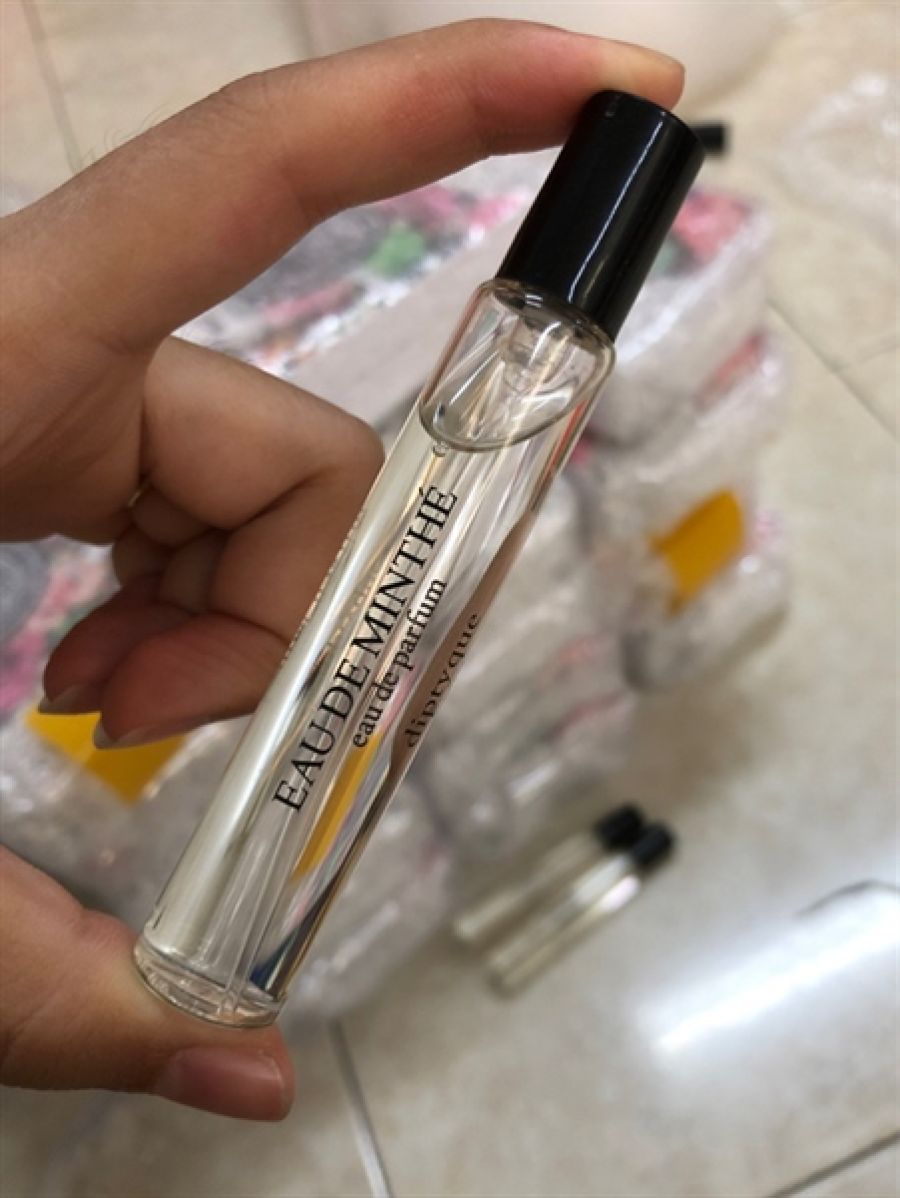 EAU DE MINTHÉ
eau de parfum
diptyque